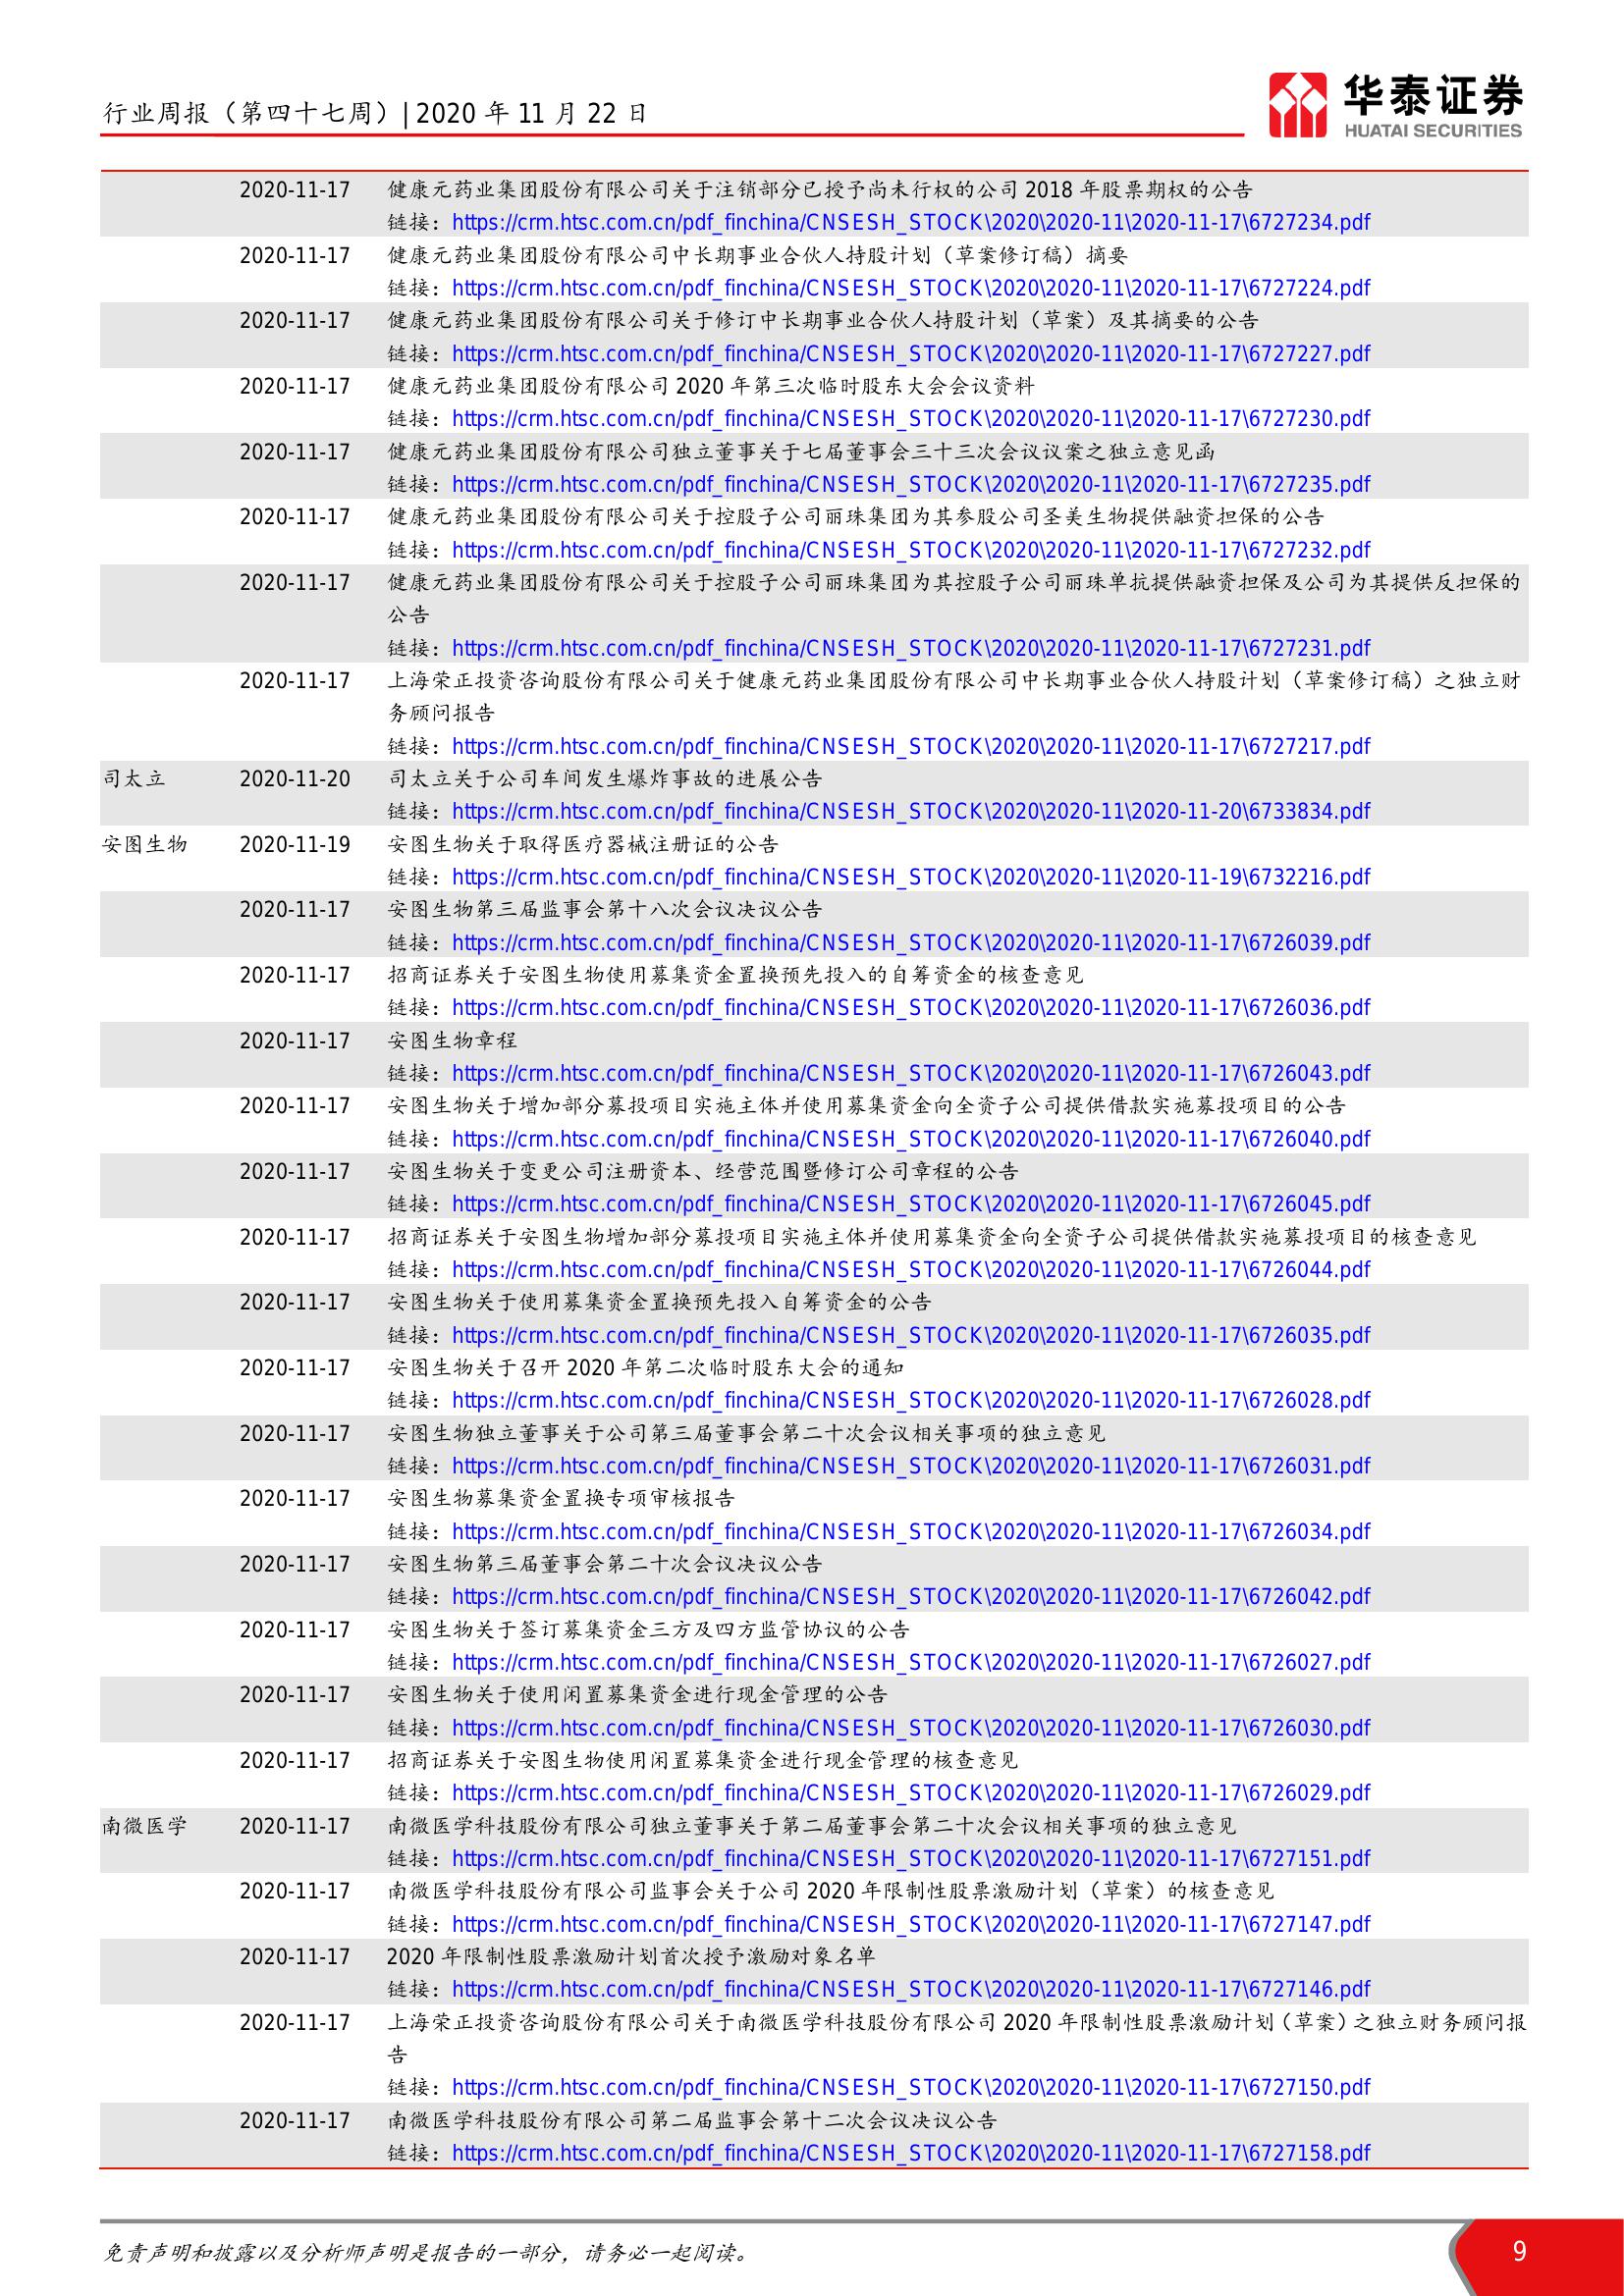 行业周报（第四十七周）| 2020 年 11 月 22 日
华泰证券
HUATAI SECURITIES
2020-11-17 健康元药业集团股份有限公司关于注销部分已授予尚未行权的公司 2018 年股票期权的公告
链接：https://crm.htsc.com.cn/pdf_finchina/CNSESH_STOCK\2020\2020-11\2020-11-17\6727234.pdf
2020-11-17 健康元药业集团股份有限公司中长期事业合伙人持股计划（草案修订稿）摘要
链接：https://crm.htsc.com.cn/pdf_finchina/CNSESH_STOCK\2020\2020-11\2020-11-17\6727224.pdf
2020-11-17 健康元药业集团股份有限公司关于修订中长期事业合伙人持股计划（草案）及其摘要的公告
链接：https://crm.htsc.com.cn/pdf_finchina/CNSESH_STOCK\2020\2020-11\2020-11-17\6727227.pdf
2020-11-17 健康元药业集团股份有限公司 2020 年第三次临时股东大会会议资料
链接：https://crm.htsc.com.cn/pdf_finchina/CNSESH_STOCK\2020\2020-11\2020-11-17\6727230.pdf
2020-11-17 健康元药业集团股份有限公司独立董事关于七届董事会三十三次会议议案之独立意见函
链接：https://crm.htsc.com.cn/pdf_finchina/CNSESH_STOCK\2020\2020-11\2020-11-17\6727235.pdf
2020-11-17 健康元药业集团股份有限公司关于控股子公司丽珠集团为其参股公司圣美生物提供融资担保的公告
链接：https://crm.htsc.com.cn/pdf_finchina/CNSESH_STOCK\2020\2020-11\2020-11-17\6727232.pdf
2020-11-17 健康元药业集团股份有限公司关于控股子公司丽珠集团为其控股子公司丽珠单抗提供融资担保及公司为其提供反担保的
公告
链接：https://crm.htsc.com.cn/pdf_finchina/CNSESH_STOCK\2020\2020-11\2020-11-17\6727231.pdf
2020-11-17 上海荣正投资咨询股份有限公司关于健康元药业集团股份有限公司中长期事业合伙人持股计划（草案修订稿）之独立财
务顾问报告
链接：https://crm.htsc.com.cn/pdf_finchina/CNSESH_STOCK\2020\2020-11\2020-11-17\6727217.pdf
司太立 2020-11-20 司太立关于公司车间发生爆炸事故的进展公告
链接：https://crm.htsc.com.cn/pdf_finchina/CNSESH_STOCK\2020\2020-11\2020-11-20\6733834.pdf
安图生物 2020-11-19 安图生物关于取得医疗器械注册证的公告
链接：https://crm.htsc.com.cn/pdf_finchina/CNSESH_STOCK\2020\2020-11\2020-11-19\6732216.pdf
2020-11-17 安图生物第三届监事会第十八次会议决议公告
链接：https://crm.htsc.com.cn/pdf_finchina/CNSESH_STOCK\2020\2020-11\2020-11-17\6726039.pdf
2020-11-17 招商证券关于安图生物使用募集资金置换预先投入的自筹资金的核查意见
链接：https://crm.htsc.com.cn/pdf_finchina/CNSESH_STOCK\2020\2020-11\2020-11-17\6726036.pdf
2020-11-17 安图生物章程
链接：https://crm.htsc.com.cn/pdf_finchina/CNSESH_STOCK\2020\2020-11\2020-11-17\6726043.pdf
2020-11-17 安图生物关于增加部分募投项目实施主体并使用募集资金向全资子公司提供借款实施募投项目的公告
链接：https://crm.htsc.com.cn/pdf_finchina/CNSESH_STOCK\2020\2020-11\2020-11-17\6726040.pdf
2020-11-17 安图生物关于变更公司注册资本、经营范围暨修订公司章程的公告
链接：https://crm.htsc.com.cn/pdf_finchina/CNSESH_STOCK\2020\2020-11\2020-11-17\6726045.pdf
2020-11-17 招商证券关于安图生物增加部分募投项目实施主体并使用募集资金向全资子公司提供借款实施募投项目的核查意见
链接：https://crm.htsc.com.cn/pdf_finchina/CNSESH_STOCK\2020\2020-11\2020-11-17\6726044.pdf
2020-11-17 安图生物关于使用募集资金置换预先投入自筹资金的公告
链接：https://crm.htsc.com.cn/pdf_finchina/CNSESH_STOCK\2020\2020-11\2020-11-17\6726035.pdf
2020-11-17 安图生物关于召开 2020 年第二次临时股东大会的通知
链接：https://crm.htsc.com.cn/pdf_finchina/CNSESH_STOCK\2020\2020-11\2020-11-17\6726028.pdf
2020-11-17 安图生物独立董事关于公司第三届董事会第二十次会议相关事项的独立意见
链接：https://crm.htsc.com.cn/pdf_finchina/CNSESH_STOCK\2020\2020-11\2020-11-17\6726031.pdf
2020-11-17 安图生物募集资金置换专项审核报告
链接：https://crm.htsc.com.cn/pdf_finchina/CNSESH_STOCK\2020\2020-11\2020-11-17\6726034.pdf
2020-11-17 安图生物第三届董事会第二十次会议决议公告
链接：https://crm.htsc.com.cn/pdf_finchina/CNSESH_STOCK\2020\2020-11\2020-11-17\6726042.pdf
2020-11-17 安图生物关于签订募集资金三方及四方监管协议的公告
链接：https://crm.htsc.com.cn/pdf_finchina/CNSESH_STOCK\2020\2020-11\2020-11-17\6726027.pdf
2020-11-17 安图生物关于使用闲置募集资金进行现金管理的公告
链接：https://crm.htsc.com.cn/pdf_finchina/CNSESH_STOCK\2020\2020-11\2020-11-17\6726030.pdf
2020-11-17 招商证券关于安图生物使用闲置募集资金进行现金管理的核查意见
链接：https://crm.htsc.com.cn/pdf_finchina/CNSESH_STOCK\2020\2020-11\2020-11-17\6726029.pdf
南微医学 2020-11-17 南微医学科技股份有限公司独立董事关于第二届董事会第二十次会议相关事项的独立意见
链接：https://crm.htsc.com.cn/pdf_finchina/CNSESH_STOCK\2020\2020-11\2020-11-17\6727151.pdf
2020-11-17 南微医学科技股份有限公司监事会关于公司 2020 年限制性股票激励计划（草案）的核查意见
链接：https://crm.htsc.com.cn/pdf_finchina/CNSESH_STOCK\2020\2020-11\2020-11-17\6727147.pdf
2020-11-17 2020 年限制性股票激励计划首次授予激励对象名单
链接：https://crm.htsc.com.cn/pdf_finchina/CNSESH_STOCK\2020\2020-11\2020-11-17\6727146.pdf
2020-11-17 上海荣正投资咨询股份有限公司关于南微医学科技股份有限公司 2020 年限制性股票激励计划（草案）之独立财务顾问报
告
链接：https://crm.htsc.com.cn/pdf_finchina/CNSESH_STOCK\2020\2020-11\2020-11-17\6727150.pdf
2020-11-17 南微医学科技股份有限公司第二届监事会第十二次会议决议公告
链接：https://crm.htsc.com.cn/pdf_finchina/CNSESH_STOCK\2020\2020-11\2020-11-17\6727158.pdf
免责声明和披露以及分析师声明是报告的一部分，请务必一起阅读。
9